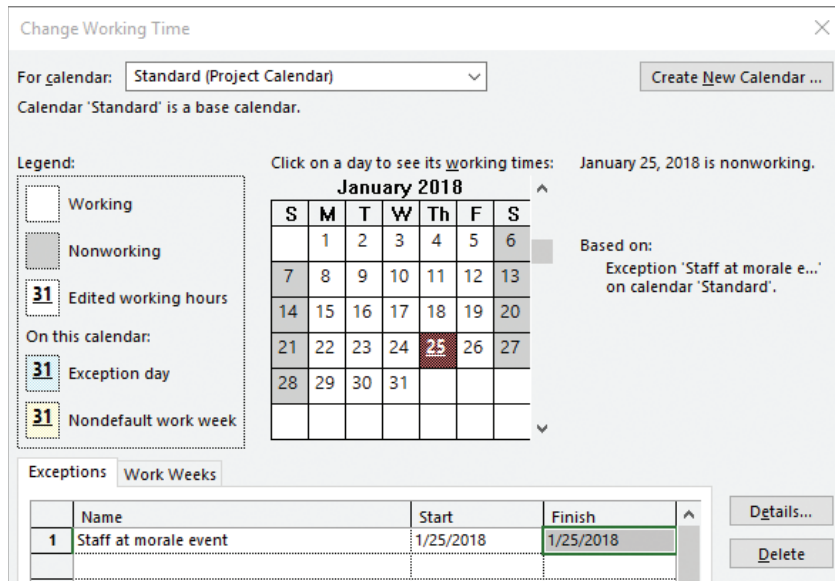 Change Working Time
For calendar: Standard (Project Calendar) Create New Calendar ...
Calendar 'Standard' is a base calendar.
Legend: Click on a day to see its working times: January 25, 2018 is nonworking.
Working
Nonworking
31 Edited working hours
On this calendar:
31 Exception day
31 Nondefault work week
January 2018
S M T W Th F S
1 2 3 4 5 6
7 8 9 10 11 12 13
14 15 16 17 18 19 20
21 22 23 24 25 26 27
28 29 30 31
Based on:
Exception 'Staff at morale e...'
on calendar 'Standard'.
Exceptions Work Weeks
Name Start Finish
1 Staff at morale event 1/25/2018 1/25/2018
Details...
Delete